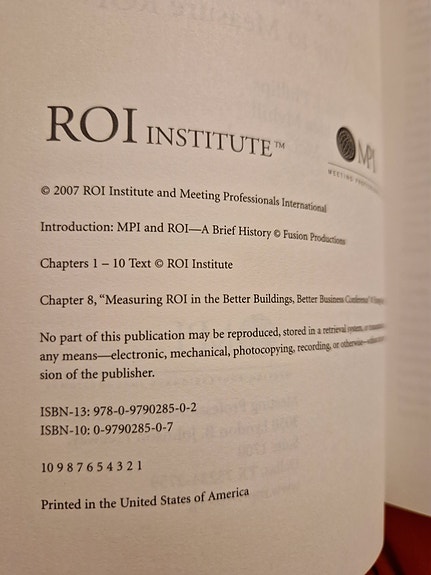 ROI INSTITUTE™
MPI
MEETING
© 2007 ROI Institute and Meeting Professionals International
Introduction: MPI and ROI—A Brief History © Fusion Productions
Chapters 1 – 10 Text © ROI Institute
Chapter 8, “Measuring ROI in the Better Buildings, Better Business Conference”
No part of this publication may be reproduced, stored in a retrieval system, or
any means—electronic, mechanical, photocopying, recording, or otherwise—
sion of the publisher.
ISBN-13: 978-0-9790285-0-2
ISBN-10: 0-9790285-0-7
10 9 8 7 6 5 4 3 2 1
Printed in the United States of America